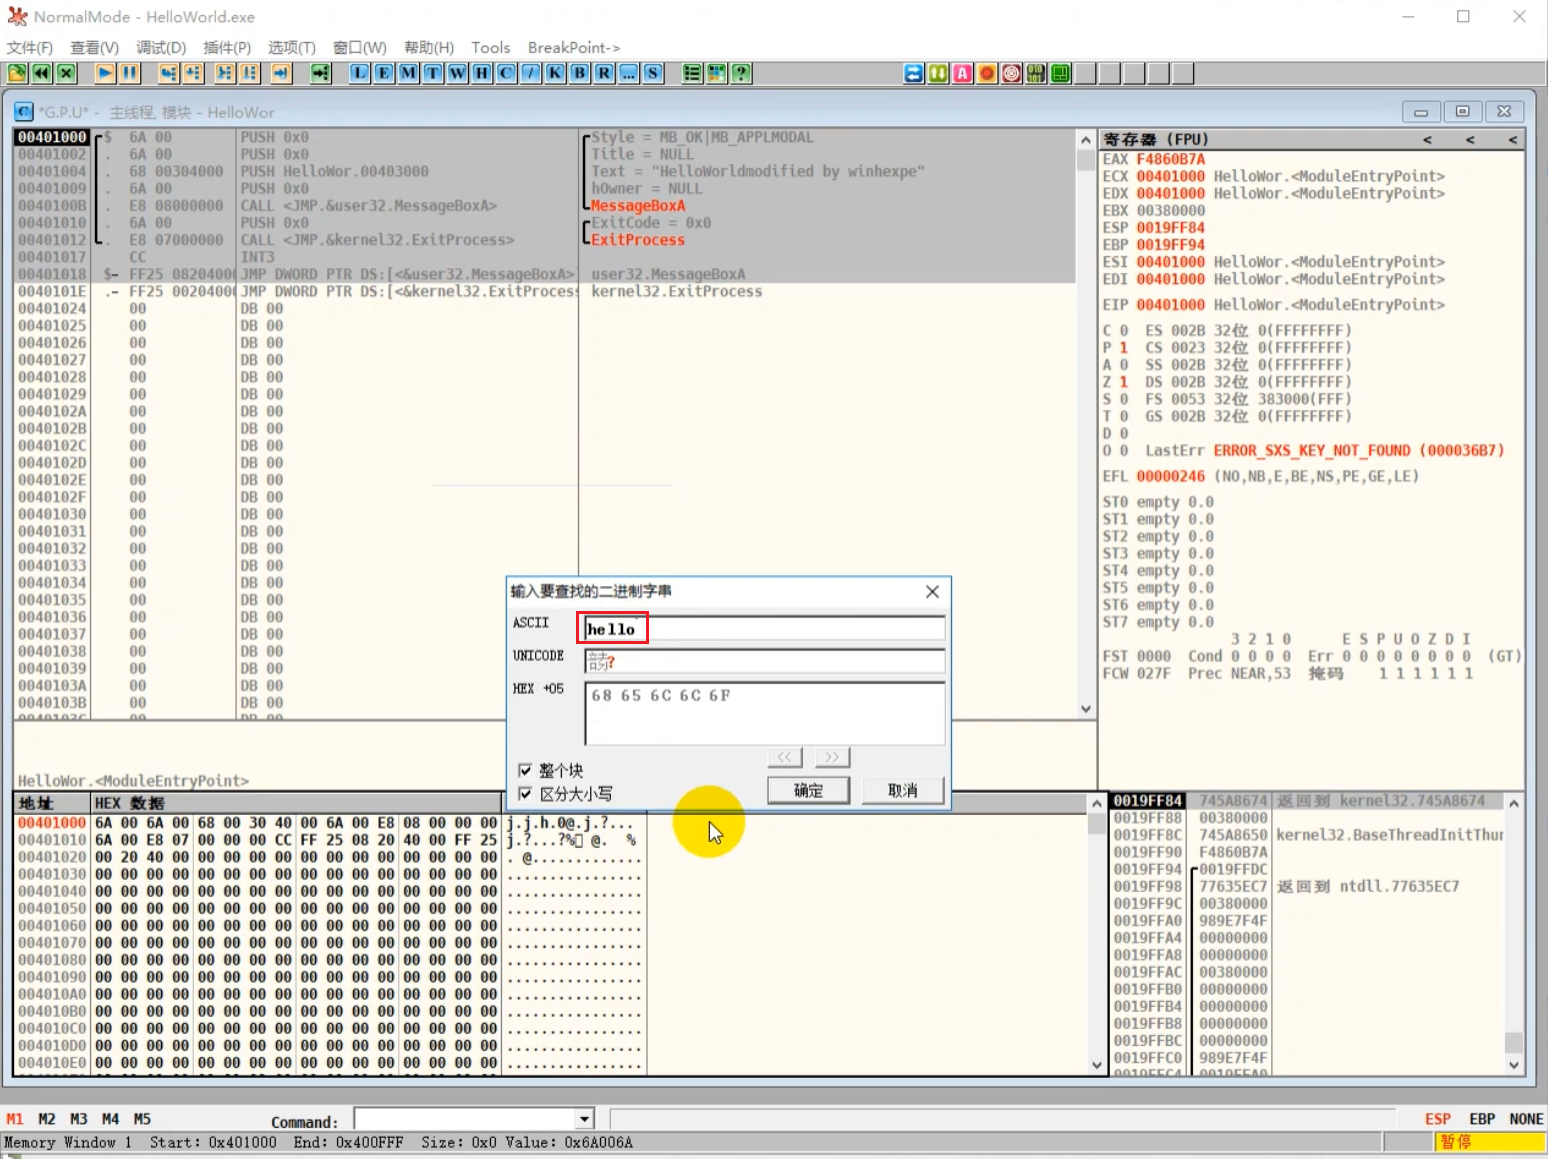 NormalMode - HelloWorld.exe
文件(F) 查看(V) 调试(D) 插件(P) 选项(T) 窗口(W) 帮助(H) Tools BreakPoint->
L E M T W H C / K B R ... S ? A
C *G.P.U* - 主线程, 模块 - HelloWor
00401000 $ 6A 00 PUSH 0x0 Style = MB_OK|MB_APPLMODAL
00401002 . 6A 00 PUSH 0x0 Title = NULL
00401004 . 68 00304000 PUSH HelloWor.00403000 Text = "HelloWorldmodified by winhexpe"
00401009 . 6A 00 PUSH 0x0 hOwner = NULL
0040100B . E8 08000000 CALL <JMP.&user32.MessageBoxA> MessageBoxA
00401010 . 6A 00 PUSH 0x0 ExitCode = 0x0
00401012 . E8 07000000 CALL <JMP.&kernel32.ExitProcess> ExitProcess
00401017 CC INT3
00401018 $- FF25 08204000 JMP DWORD PTR DS:[<&user32.MessageBoxA> user32.MessageBoxA
0040101E .- FF25 00204000 JMP DWORD PTR DS:[<&kernel32.ExitProcess kernel32.ExitProcess
00401024 00 DB 00
00401025 00 DB 00
00401026 00 DB 00
00401027 00 DB 00
00401028 00 DB 00
00401029 00 DB 00
0040102A 00 DB 00
0040102B 00 DB 00
0040102C 00 DB 00
0040102D 00 DB 00
0040102E 00 DB 00
0040102F 00 DB 00
00401030 00 DB 00
00401031 00 DB 00
00401032 00 DB 00
00401033 00 DB 00
00401034 00 DB 00
00401035 00 DB 00
00401036 00 DB 00
00401037 00 DB 00
00401038 00 DB 00
00401039 00 DB 00
0040103A 00 DB 00
0040103B 00 DB 00
0040103C 00 DB 00
HelloWor.<ModuleEntryPoint>
寄存器 (FPU) < < <
EAX F4860B7A
ECX 00401000 HelloWor.<ModuleEntryPoint>
EDX 00401000 HelloWor.<ModuleEntryPoint>
EBX 00380000
ESP 0019FF84
EBP 0019FF94
ESI 00401000 HelloWor.<ModuleEntryPoint>
EDI 00401000 HelloWor.<ModuleEntryPoint>
EIP 00401000 HelloWor.<ModuleEntryPoint>
C 0 ES 002B 32位 0(FFFFFFFF)
P 1 CS 0023 32位 0(FFFFFFFF)
A 0 SS 002B 32位 0(FFFFFFFF)
Z 1 DS 002B 32位 0(FFFFFFFF)
S 0 FS 0053 32位 383000(FFF)
T 0 GS 002B 32位 0(FFFFFFFF)
D 0
O 0 LastErr ERROR_SXS_KEY_NOT_FOUND (000036B7)
EFL 00000246 (NO,NB,E,BE,NS,PE,GE,LE)
ST0 empty 0.0
ST1 empty 0.0
ST2 empty 0.0
ST3 empty 0.0
ST4 empty 0.0
ST5 empty 0.0
ST6 empty 0.0
ST7 empty 0.0
3 2 1 0 E S P U O Z D I
FST 0000 Cond 0 0 0 0 Err 0 0 0 0 0 0 0 0 (GT)
FCW 027F Prec NEAR,53 掩码 1 1 1 1 1 1
输入要查找的二进制字串
ASCII hello
UNICODE ?
HEX +05 68 65 6C 6C 6F
<< >>
整个块
区分大小写
确定 取消
地址 HEX 数据
00401000 6A 00 6A 00 68 00 30 40 00 6A 00 E8 08 00 00 00 j.j.h.0@.j.?...
00401010 6A 00 E8 07 00 00 00 CC FF 25 08 20 40 00 FF 25 j.?...?%▯ @. %
00401020 00 20 40 00 00 00 00 00 00 00 00 00 00 00 00 00 . @.............
00401030 00 00 00 00 00 00 00 00 00 00 00 00 00 00 00 00 ................
00401040 00 00 00 00 00 00 00 00 00 00 00 00 00 00 00 00 ................
00401050 00 00 00 00 00 00 00 00 00 00 00 00 00 00 00 00 ................
00401060 00 00 00 00 00 00 00 00 00 00 00 00 00 00 00 00 ................
00401070 00 00 00 00 00 00 00 00 00 00 00 00 00 00 00 00 ................
00401080 00 00 00 00 00 00 00 00 00 00 00 00 00 00 00 00 ................
00401090 00 00 00 00 00 00 00 00 00 00 00 00 00 00 00 00 ................
004010A0 00 00 00 00 00 00 00 00 00 00 00 00 00 00 00 00 ................
004010B0 00 00 00 00 00 00 00 00 00 00 00 00 00 00 00 00 ................
004010C0 00 00 00 00 00 00 00 00 00 00 00 00 00 00 00 00 ................
004010D0 00 00 00 00 00 00 00 00 00 00 00 00 00 00 00 00 ................
004010E0 00 00 00 00 00 00 00 00 00 00 00 00 00 00 00 00 ................
0019FF84 745A8674 返回到 kernel32.745A8674
0019FF88 00380000
0019FF8C 745A8650 kernel32.BaseThreadInitThun
0019FF90 F4860B7A
0019FF94 0019FFDC
0019FF98 77635EC7 返回到 ntdll.77635EC7
0019FF9C 00380000
0019FFA0 989E7F4F
0019FFA4 00000000
0019FFA8 00000000
0019FFAC 00380000
0019FFB0 00000000
0019FFB4 00000000
0019FFB8 00000000
0019FFBC 00000000
0019FFC0 989E7F4F
0019FFC4 0019FFA0
M1 M2 M3 M4 M5 Command: ESP EBP NONE
Memory Window 1 Start: 0x401000 End: 0x400FFF Size: 0x0 Value: 0x6A006A 暂停